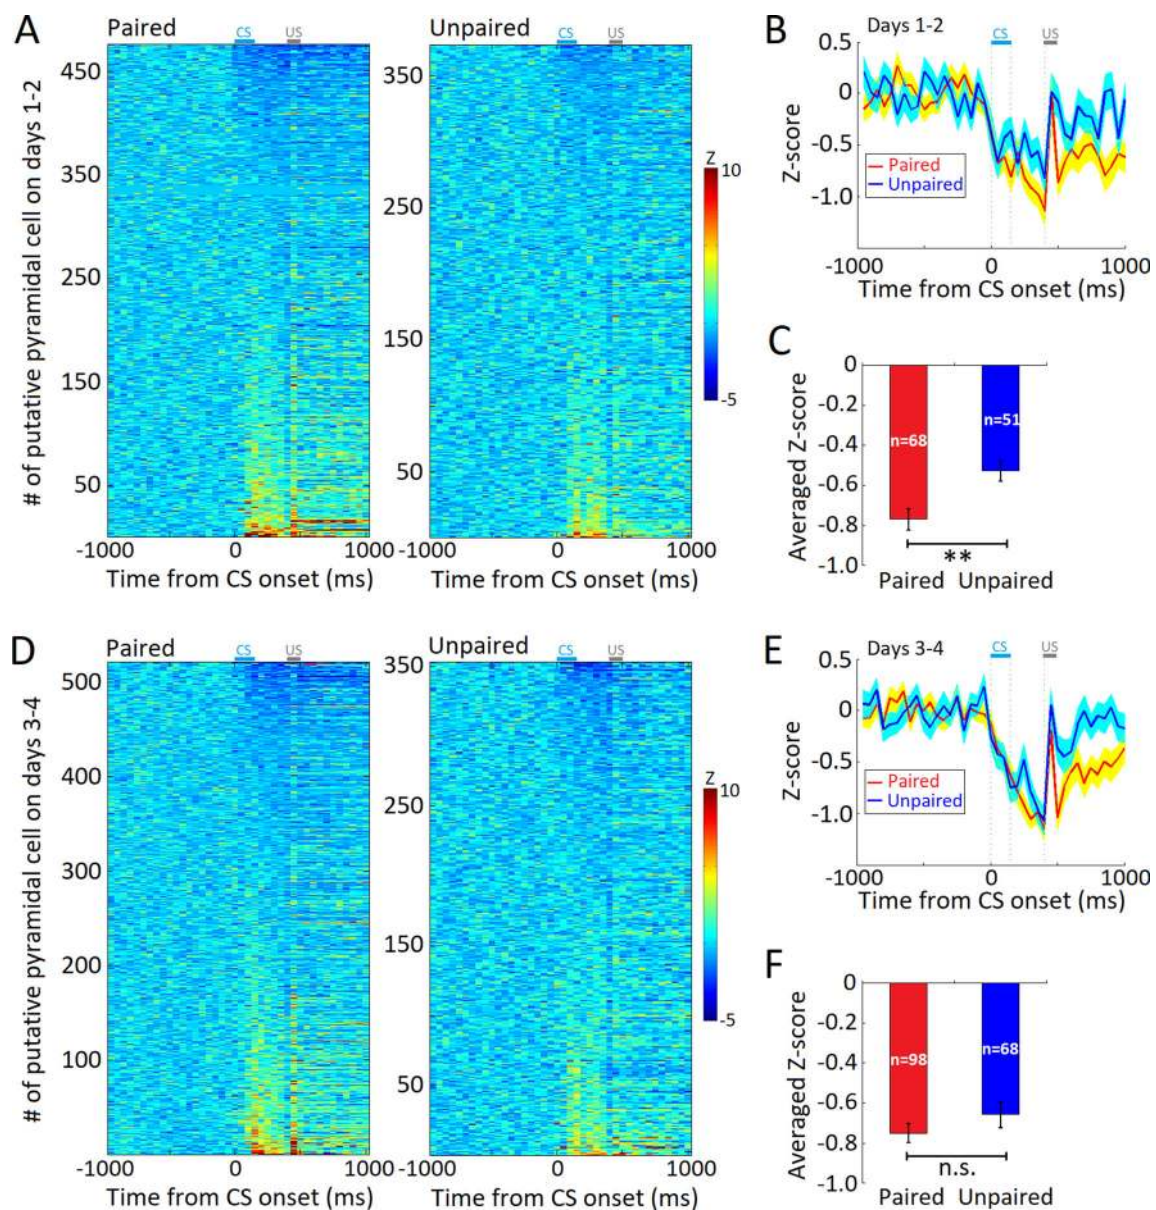 A
Paired
CS
US
Unpaired
CS
US
# of putative pyramidal cell on days 1-2
450
350
250
150
50
350
250
150
50
Z
10
-5
-1000
0
1000
-1000
0
1000
Time from CS onset (ms)
Time from CS onset (ms)
B
Days 1-2
CS
US
Z-score
0.5
0
-0.5
-1.0
Paired
Unpaired
-1000
0
1000
Time from CS onset (ms)
C
Averaged Z-score
0
-0.2
-0.4
-0.6
-0.8
-1.0
n=68
n=51
**
Paired
Unpaired
D
Paired
CS
US
Unpaired
CS
US
# of putative pyramidal cell on days 3-4
500
400
300
200
100
350
250
150
50
Z
10
-5
-1000
0
1000
-1000
0
1000
Time from CS onset (ms)
Time from CS onset (ms)
E
Days 3-4
CS
US
Z-score
0.5
0
-0.5
-1.0
Paired
Unpaired
-1000
0
1000
Time from CS onset (ms)
F
Averaged Z-score
0
-0.2
-0.4
-0.6
-0.8
-1.0
n=98
n=68
n.s.
Paired
Unpaired